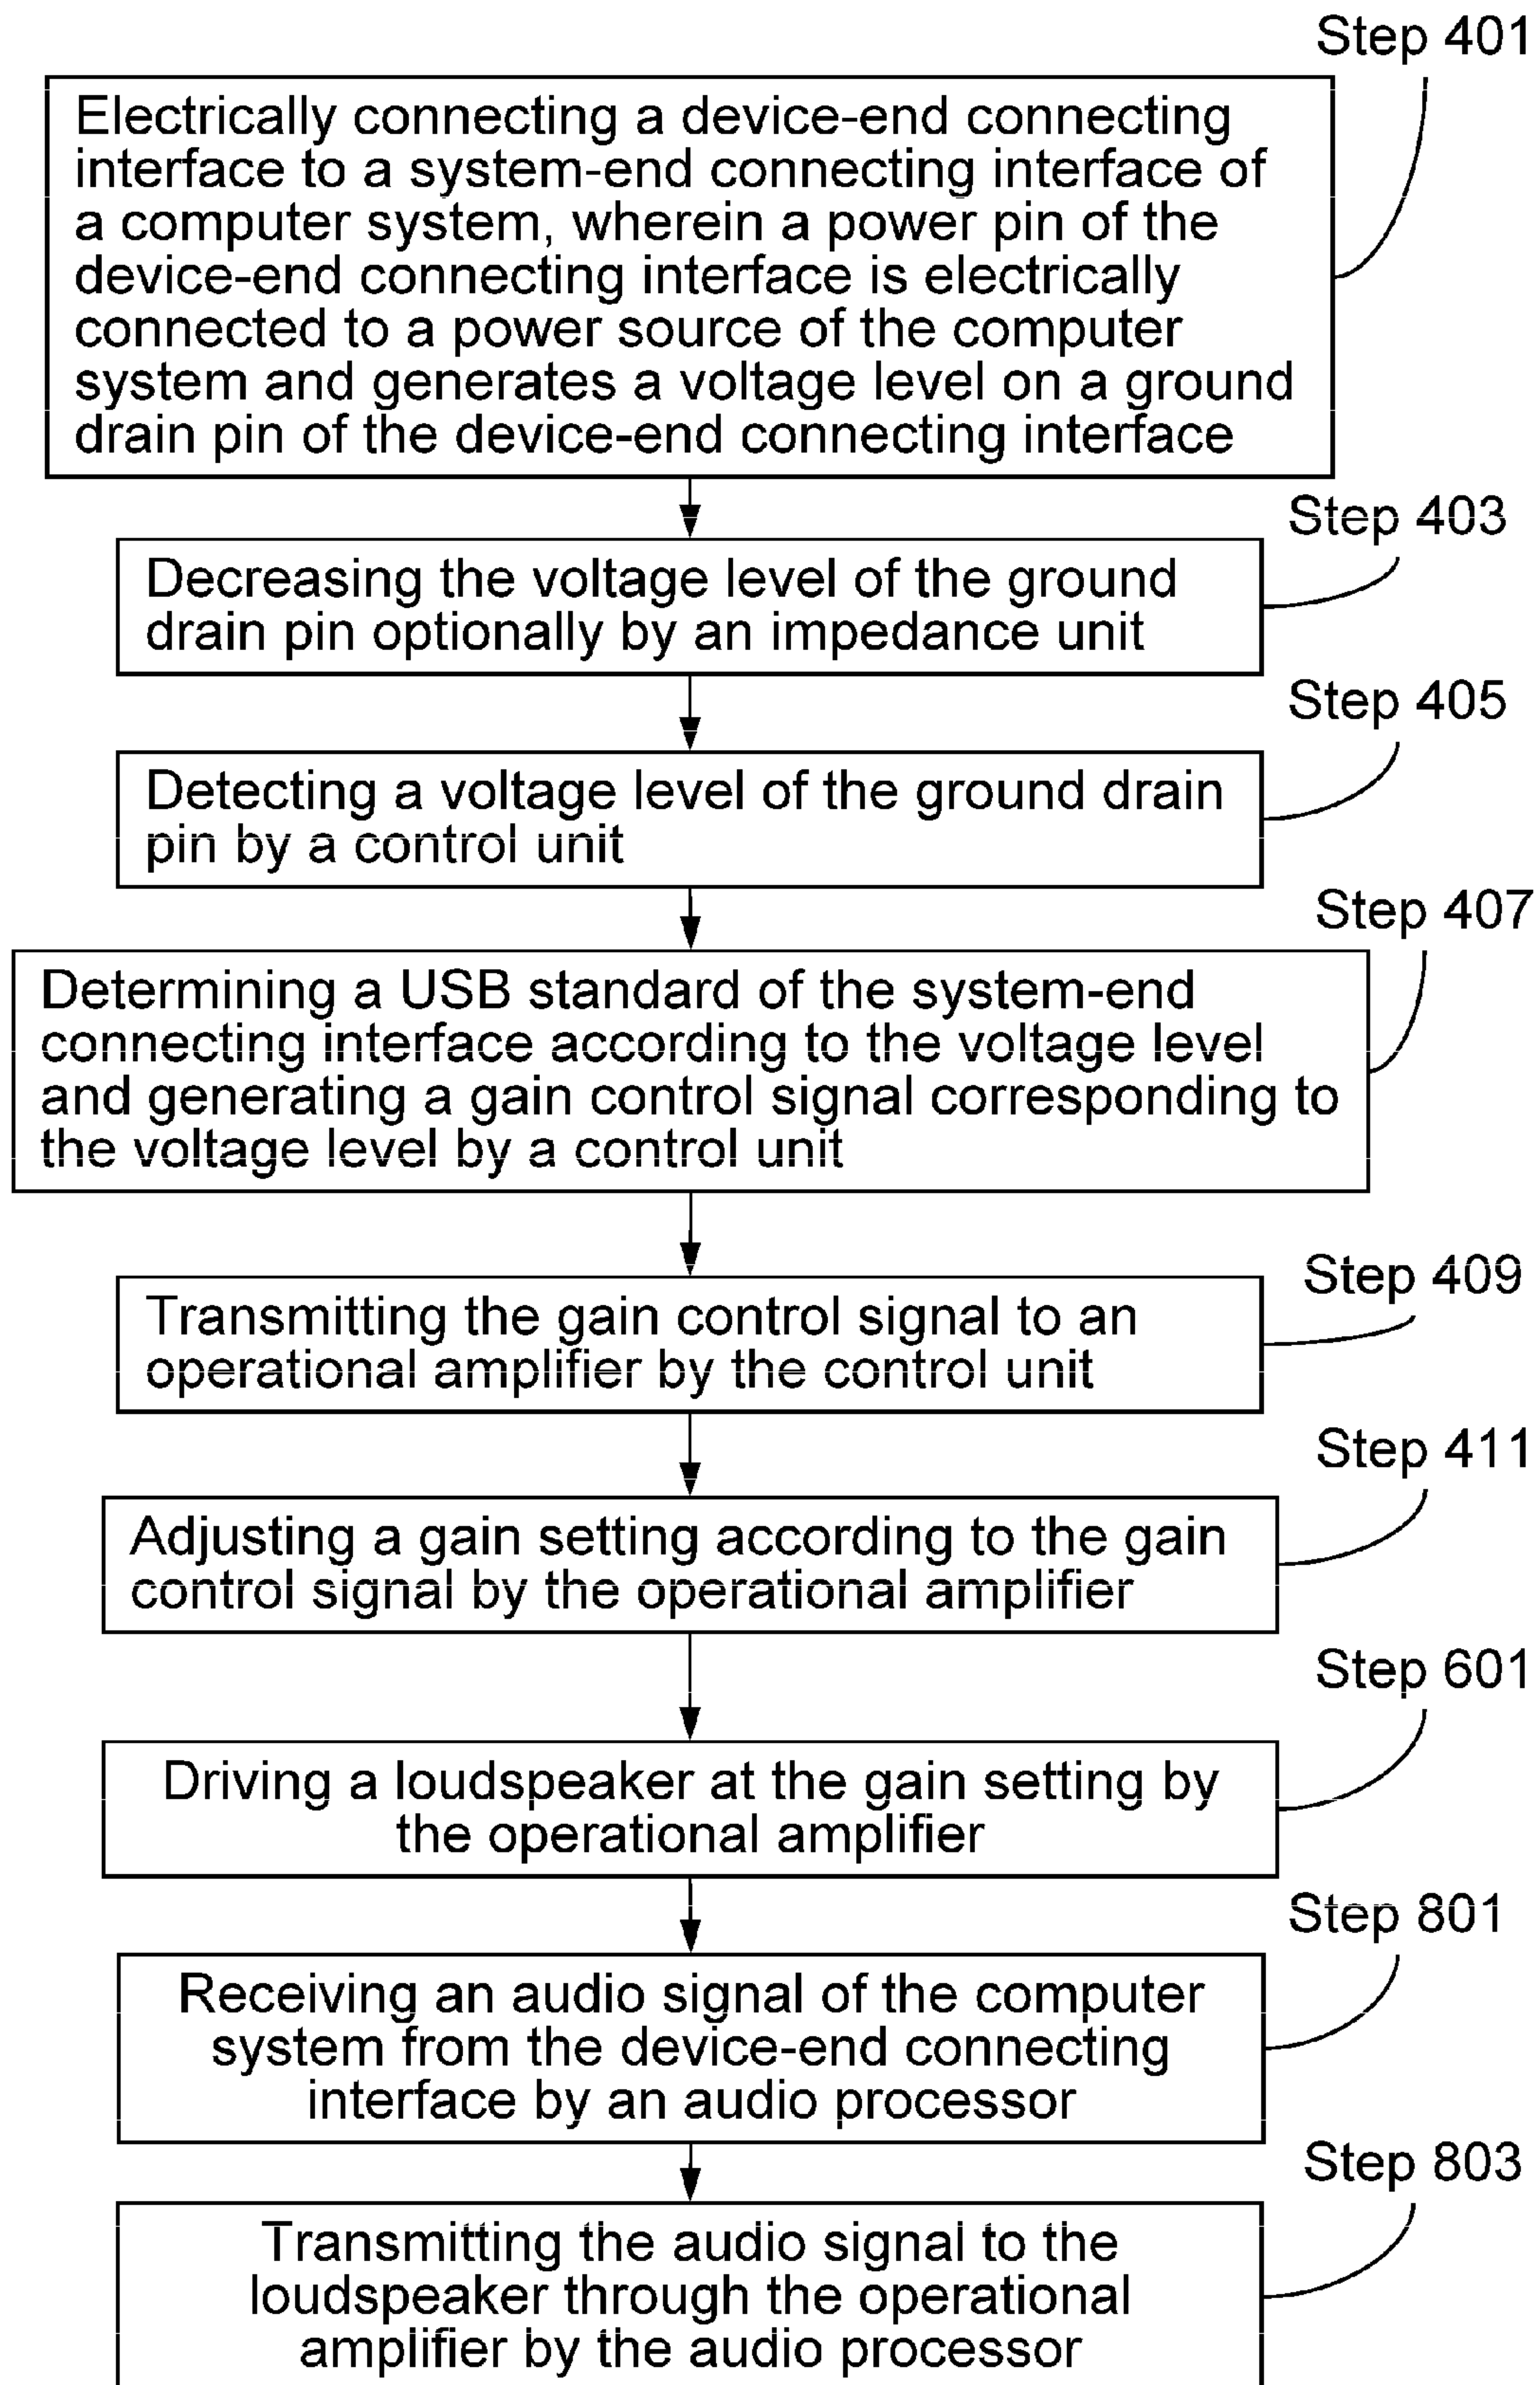 Step 401
Electrically connecting a device-end connecting
interface to a system-end connecting interface of
a computer system, wherein a power pin of the
device-end connecting interface is electrically
connected to a power source of the computer
system and generates a voltage level on a ground
drain pin of the device-end connecting interface
Step 403
Decreasing the voltage level of the ground
drain pin optionally by an impedance unit
Step 405
Detecting a voltage level of the ground drain
pin by a control unit
Step 407
Determining a USB standard of the system-end
connecting interface according to the voltage level
and generating a gain control signal corresponding to
the voltage level by a control unit
Step 409
Transmitting the gain control signal to an
operational amplifier by the control unit
Step 411
Adjusting a gain setting according to the gain
control signal by the operational amplifier
Step 601
Driving a loudspeaker at the gain setting by
the operational amplifier
Step 801
Receiving an audio signal of the computer
system from the device-end connecting
interface by an audio processor
Step 803
Transmitting the audio signal to the
loudspeaker through the operational
amplifier by the audio processor